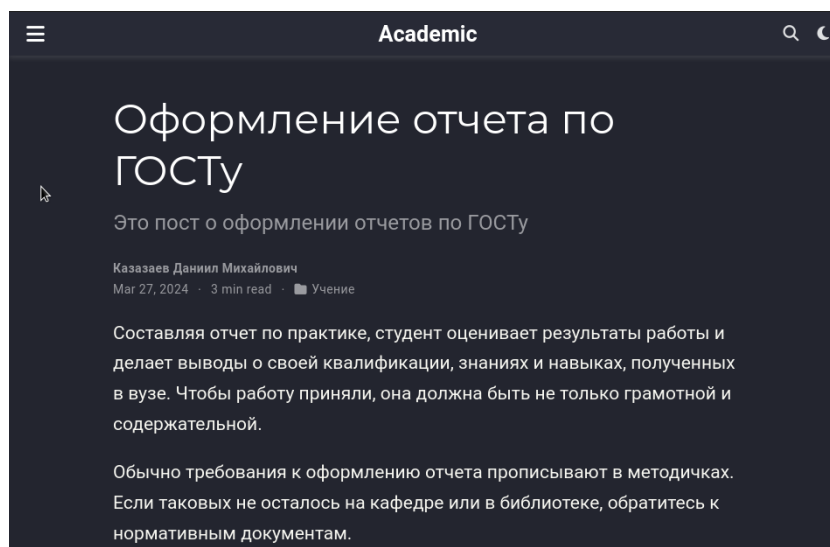 Academic
Оформление отчета по
ГОСТу
Это пост о оформлении отчетов по ГОСТу
Казазаев Даниил Михайлович
Mar 27, 2024 · 3 min read · Учение
Составляя отчет по практике, студент оценивает результаты работы и
делает выводы о своей квалификации, знаниях и навыках, полученных
в вузе. Чтобы работу приняли, она должна быть не только грамотной и
содержательной.
Обычно требования к оформлению отчета прописывают в методичках.
Если таковых не осталось на кафедре или в библиотеке, обратитесь к
нормативным документам.